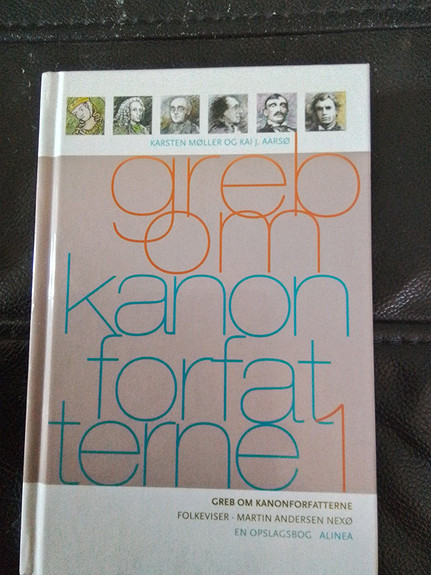 KARSTEN MØLLER OG KAI J. AARSØ
greb
om
kanon
forfat
terne 1
GREB OM KANONFORFATTERNE
FOLKEVISER - MARTIN ANDERSEN NEXØ
EN OPSLAGSBOG ALINEA